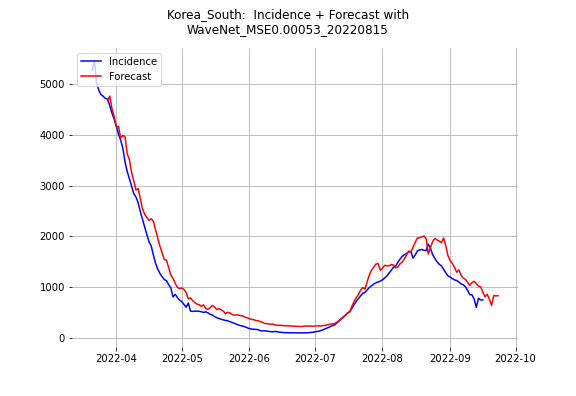 Korea_South:  Incidence + Forecast with
WaveNet_MSE0.00053_20220815
Incidence
Forecast
5000
4000
3000
2000
1000
0
2022-04 2022-05 2022-06 2022-07 2022-08 2022-09 2022-10